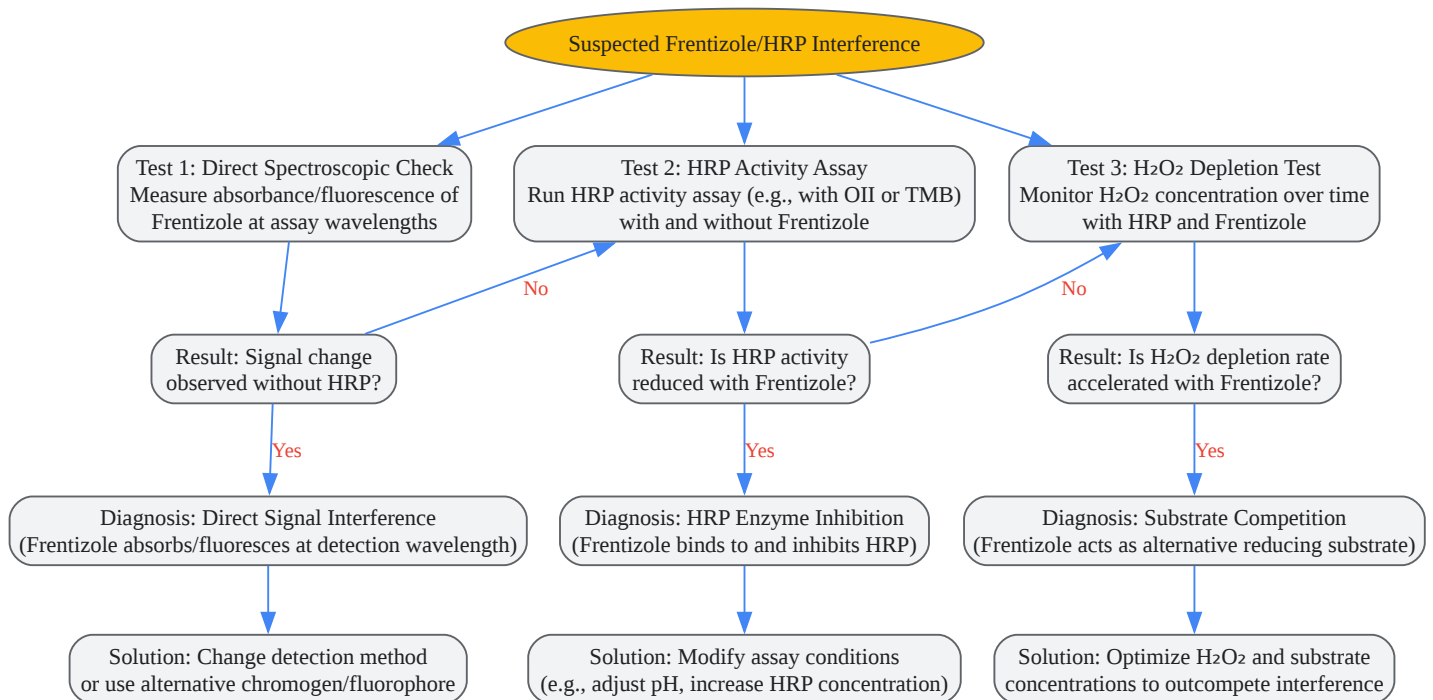 Suspected Frentizole/HRP Interference
Test 1: Direct Spectroscopic Check
Measure absorbance/fluorescence of
Frentizole at assay wavelengths
Test 2: HRP Activity Assay
Run HRP activity assay (e.g., with OII or TMB)
with and without Frentizole
Test 3: H₂O₂ Depletion Test
Monitor H₂O₂ concentration over time
with HRP and Frentizole
No
No
Result: Signal change
observed without HRP?
Result: Is HRP activity
reduced with Frentizole?
Result: Is H₂O₂ depletion rate
accelerated with Frentizole?
Yes
Yes
Yes
Diagnosis: Direct Signal Interference
(Frentizole absorbs/fluoresces at detection wavelength)
Diagnosis: HRP Enzyme Inhibition
(Frentizole binds to and inhibits HRP)
Diagnosis: Substrate Competition
(Frentizole acts as alternative reducing substrate)
Solution: Change detection method
or use alternative chromogen/fluorophore
Solution: Modify assay conditions
(e.g., adjust pH, increase HRP concentration)
Solution: Optimize H₂O₂ and substrate
concentrations to outcompete interference